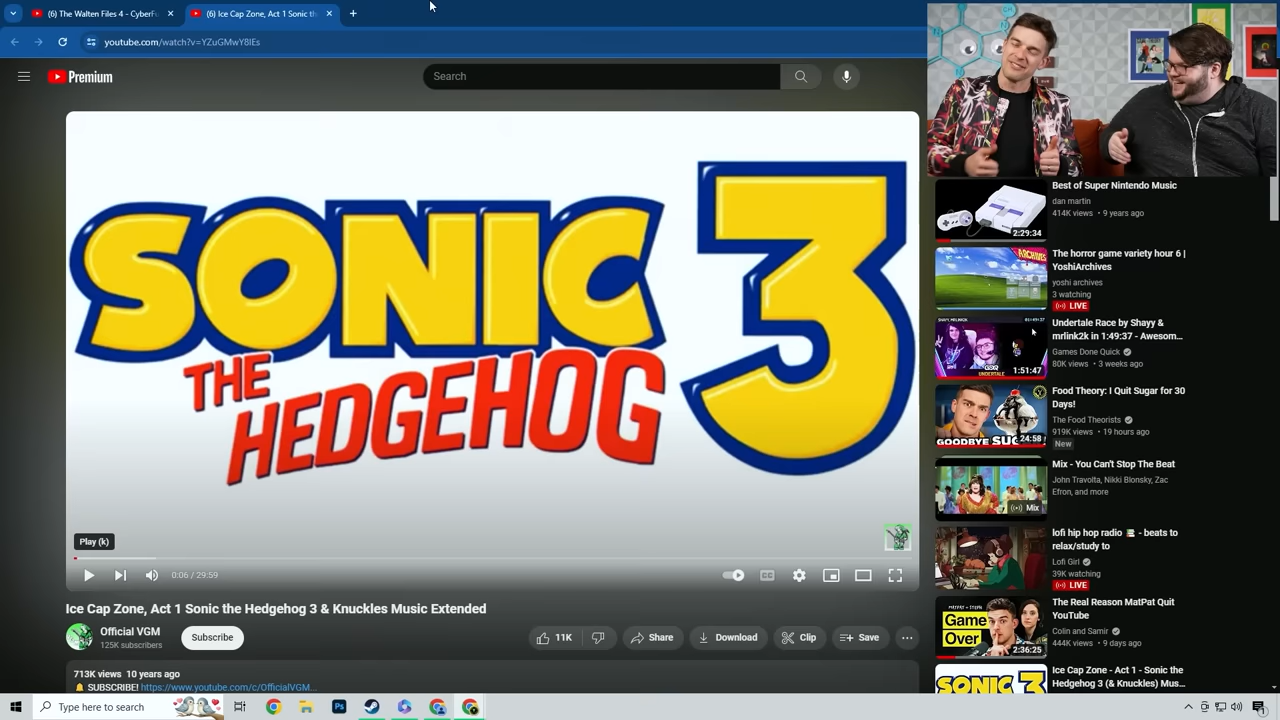 (6) The Walten Files 4 - CyberFu
(6) Ice Cap Zone, Act 1 Sonic the
youtube.com/watch?v=YZuGMwY8IEs
Premium
Search
SONIC
THE
HEDGEHOG
3
Play (k)
0:06 / 29:59
CC
Ice Cap Zone, Act 1 Sonic the Hedgehog 3 & Knuckles Music Extended
Official VGM
125K subscribers
Subscribe
11K
Share
Download
Clip
Save
713K views 10 years ago
SUBSCRIBE! https://www.youtube.com/c/OfficialVGM...
2:29:34
Best of Super Nintendo Music
dan martin
414K views • 9 years ago
ARCHIVES
The horror game variety hour 6 |
YoshiArchives
yoshi archives
3 watching
LIVE
UNDERTALE
1:51:47
Undertale Race by Shayy &
mrlink2k in 1:49:37 - Awesom...
Games Done Quick
80K views • 3 weeks ago
GOODBYE SU
24:58
Food Theory: I Quit Sugar for 30
Days!
The Food Theorists
919K views • 19 hours ago
New
Mix
Mix - You Can't Stop The Beat
John Travolta, Nikki Blonsky, Zac
Efron, and more
lofi hip hop radio - beats to
relax/study to
Lofi Girl
39K watching
LIVE
Game
Over
2:36:25
The Real Reason MatPat Quit
YouTube
Colin and Samir
444K views • 9 days ago
SONIC 3
Ice Cap Zone - Act 1 - Sonic the
Hedgehog 3 (& Knuckles) Mus...
Type here to search
Ps